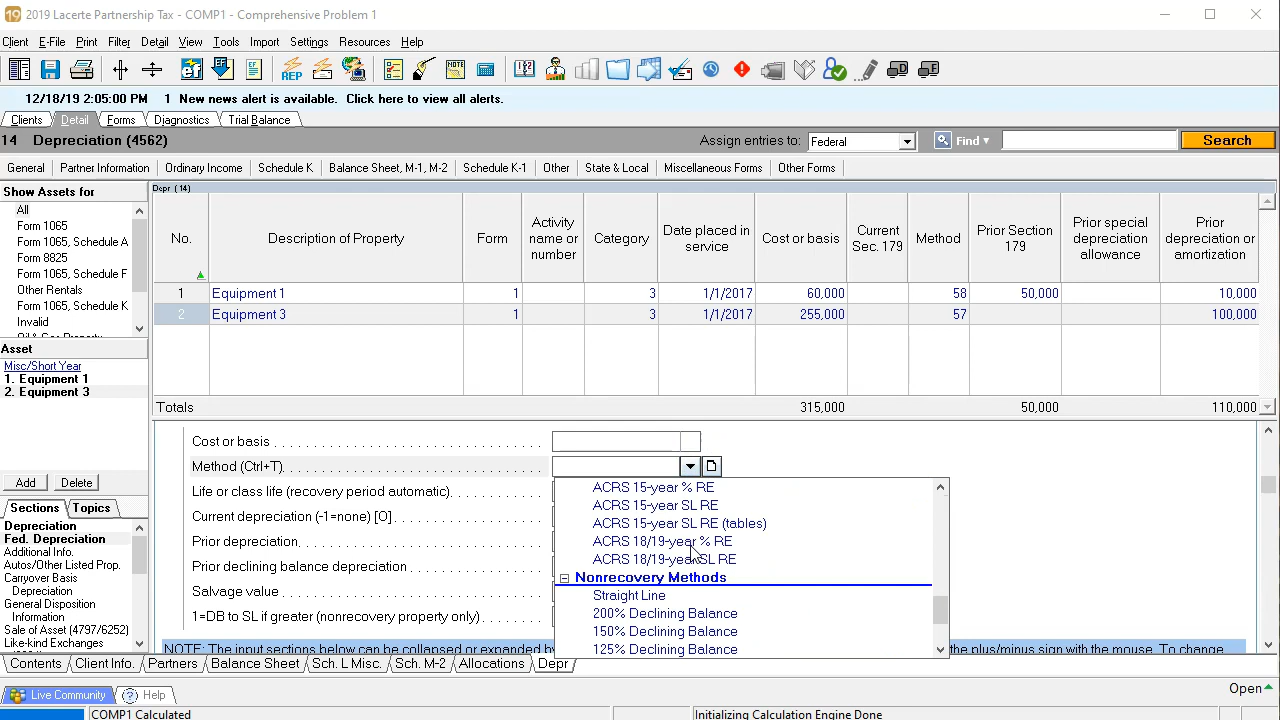 19 2019 Lacerte Partnership Tax - COMP1 - Comprehensive Problem 1
Client E-File Print Filter Detail View Tools Import Settings Resources Help
REP
12/18/19 2:05:00 PM 1 New news alert is available. Click here to view all alerts.
Clients Detail Forms Diagnostics Trial Balance
14 Depreciation (4562) Assign entries to: Federal Find Search
General Partner Information Ordinary Income Schedule K Balance Sheet, M-1, M-2 Schedule K-1 Other State & Local Miscellaneous Forms Other Forms
Show Assets for
All
Form 1065
Form 1065, Schedule A
Form 8825
Form 1065, Schedule F
Other Rentals
Form 1065, Schedule K
Invalid
Oil & Gas Property
Asset
Misc/Short Year
1. Equipment 1
2. Equipment 3
Add Delete
Sections Topics
Depreciation
Fed. Depreciation
Additional Info.
Autos/Other Listed Prop.
Carryover Basis
Depreciation
General Disposition
Information
Sale of Asset (4797/6252)
Like-kind Exchanges
Depr (14)
No. Description of Property Form Activity name or number Category Date placed in service Cost or basis Current Sec. 179 Method Prior Section 179 Prior special depreciation allowance Prior depreciation or amortization
1 Equipment 1 1 3 1/1/2017 60,000 58 50,000 10,000
2 Equipment 3 1 3 1/1/2017 255,000 57 100,000
Totals 315,000 50,000 110,000
Cost or basis
Method (Ctrl+T)
Life or class life (recovery period automatic)
Current depreciation (-1=none) [O]
Prior depreciation
Prior declining balance depreciation
Salvage value
1=DB to SL if greater (nonrecovery property only)
ACRS 15-year % RE
ACRS 15-year SL RE
ACRS 15-year SL RE (tables)
ACRS 18/19-year % RE
ACRS 18/19-year SL RE
Nonrecovery Methods
Straight Line
200% Declining Balance
150% Declining Balance
125% Declining Balance
NOTE: The input sections below can be collapsed or expanded by the plus/minus sign with the mouse. To change
Contents Client Info. Partners Balance Sheet Sch. L Misc. Sch. M-2 Allocations Depr
Live Community Help Open
COMP1 Calculated Initializing Calculation Engine Done